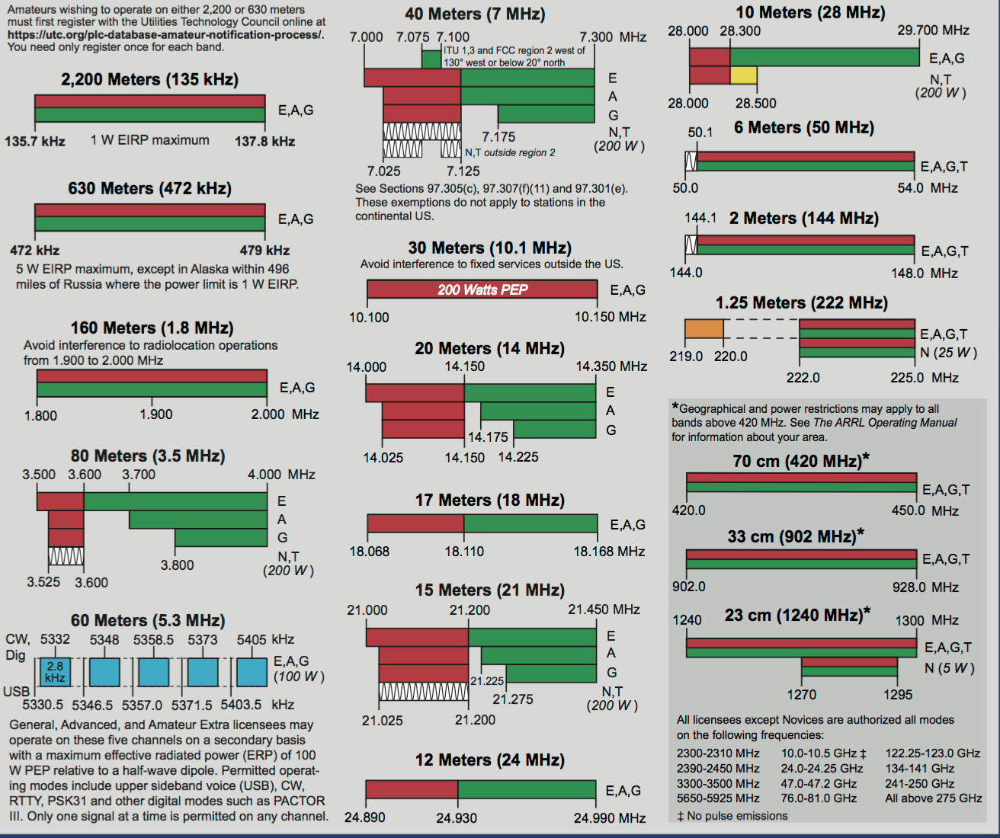 Amateurs wishing to operate on either 2,200 or 630 meters
must first register with the Utilities Technology Council online at
https://utc.org/plc-database-amateur-notification-process/.
You need only register once for each band.
2,200 Meters (135 kHz)
E,A,G
135.7 kHz 1 W EIRP maximum 137.8 kHz
630 Meters (472 kHz)
E,A,G
472 kHz 479 kHz
5 W EIRP maximum, except in Alaska within 496
miles of Russia where the power limit is 1 W EIRP.
160 Meters (1.8 MHz)
Avoid interference to radiolocation operations
from 1.900 to 2.000 MHz
E,A,G
1.800 1.900 2.000 MHz
80 Meters (3.5 MHz)
3.500 3.600 3.700 4.000 MHz
E
A
G
N,T
(200 W)
3.800
3.525 3.600
60 Meters (5.3 MHz)
CW, 5332 5348 5358.5 5373 5405 kHz
Dig
2.8
kHz
E,A,G
(100 W)
USB
5330.5 5346.5 5357.0 5371.5 5403.5 kHz
General, Advanced, and Amateur Extra licensees may
operate on these five channels on a secondary basis
with a maximum effective radiated power (ERP) of 100
W PEP relative to a half-wave dipole. Permitted operat-
ing modes include upper sideband voice (USB), CW,
RTTY, PSK31 and other digital modes such as PACTOR
III. Only one signal at a time is permitted on any channel.
40 Meters (7 MHz)
7.000 7.075 7.100 7.300 MHz
ITU 1,3 and FCC region 2 west of
130° west or below 20° north
E
A
G
N,T
(200 W)
7.175
N,T outside region 2
7.025 7.125
See Sections 97.305(c), 97.307(f)(11) and 97.301(e).
These exemptions do not apply to stations in the
continental US.
30 Meters (10.1 MHz)
Avoid interference to fixed services outside the US.
200 Watts PEP
E,A,G
10.100 10.150 MHz
20 Meters (14 MHz)
14.000 14.150 14.350 MHz
E
A
G
14.175
14.025 14.150 14.225
17 Meters (18 MHz)
E,A,G
18.068 18.110 18.168 MHz
15 Meters (21 MHz)
21.000 21.200 21.450 MHz
E
A
G
21.225
N,T
(200 W)
21.275
21.025 21.200
12 Meters (24 MHz)
E,A,G
24.890 24.930 24.990 MHz
10 Meters (28 MHz)
28.000 28.300 29.700 MHz
E,A,G
N,T
(200 W)
28.000 28.500
6 Meters (50 MHz)
50.1
E,A,G,T
50.0 54.0 MHz
2 Meters (144 MHz)
144.1
E,A,G,T
144.0 148.0 MHz
1.25 Meters (222 MHz)
E,A,G,T
N (25 W)
219.0 220.0
222.0 225.0 MHz
*Geographical and power restrictions may apply to all
bands above 420 MHz. See The ARRL Operating Manual
for information about your area.
70 cm (420 MHz)*
E,A,G,T
420.0 450.0 MHz
33 cm (902 MHz)*
E,A,G,T
902.0 928.0 MHz
23 cm (1240 MHz)*
1240 1300 MHz
E,A,G,T
N (5 W)
1270 1295
All licensees except Novices are authorized all modes
on the following frequencies:
2300-2310 MHz 10.0-10.5 GHz ‡ 122.25-123.0 GHz
2390-2450 MHz 24.0-24.25 GHz 134-141 GHz
3300-3500 MHz 47.0-47.2 GHz 241-250 GHz
5650-5925 MHz 76.0-81.0 GHz All above 275 GHz
‡ No pulse emissions